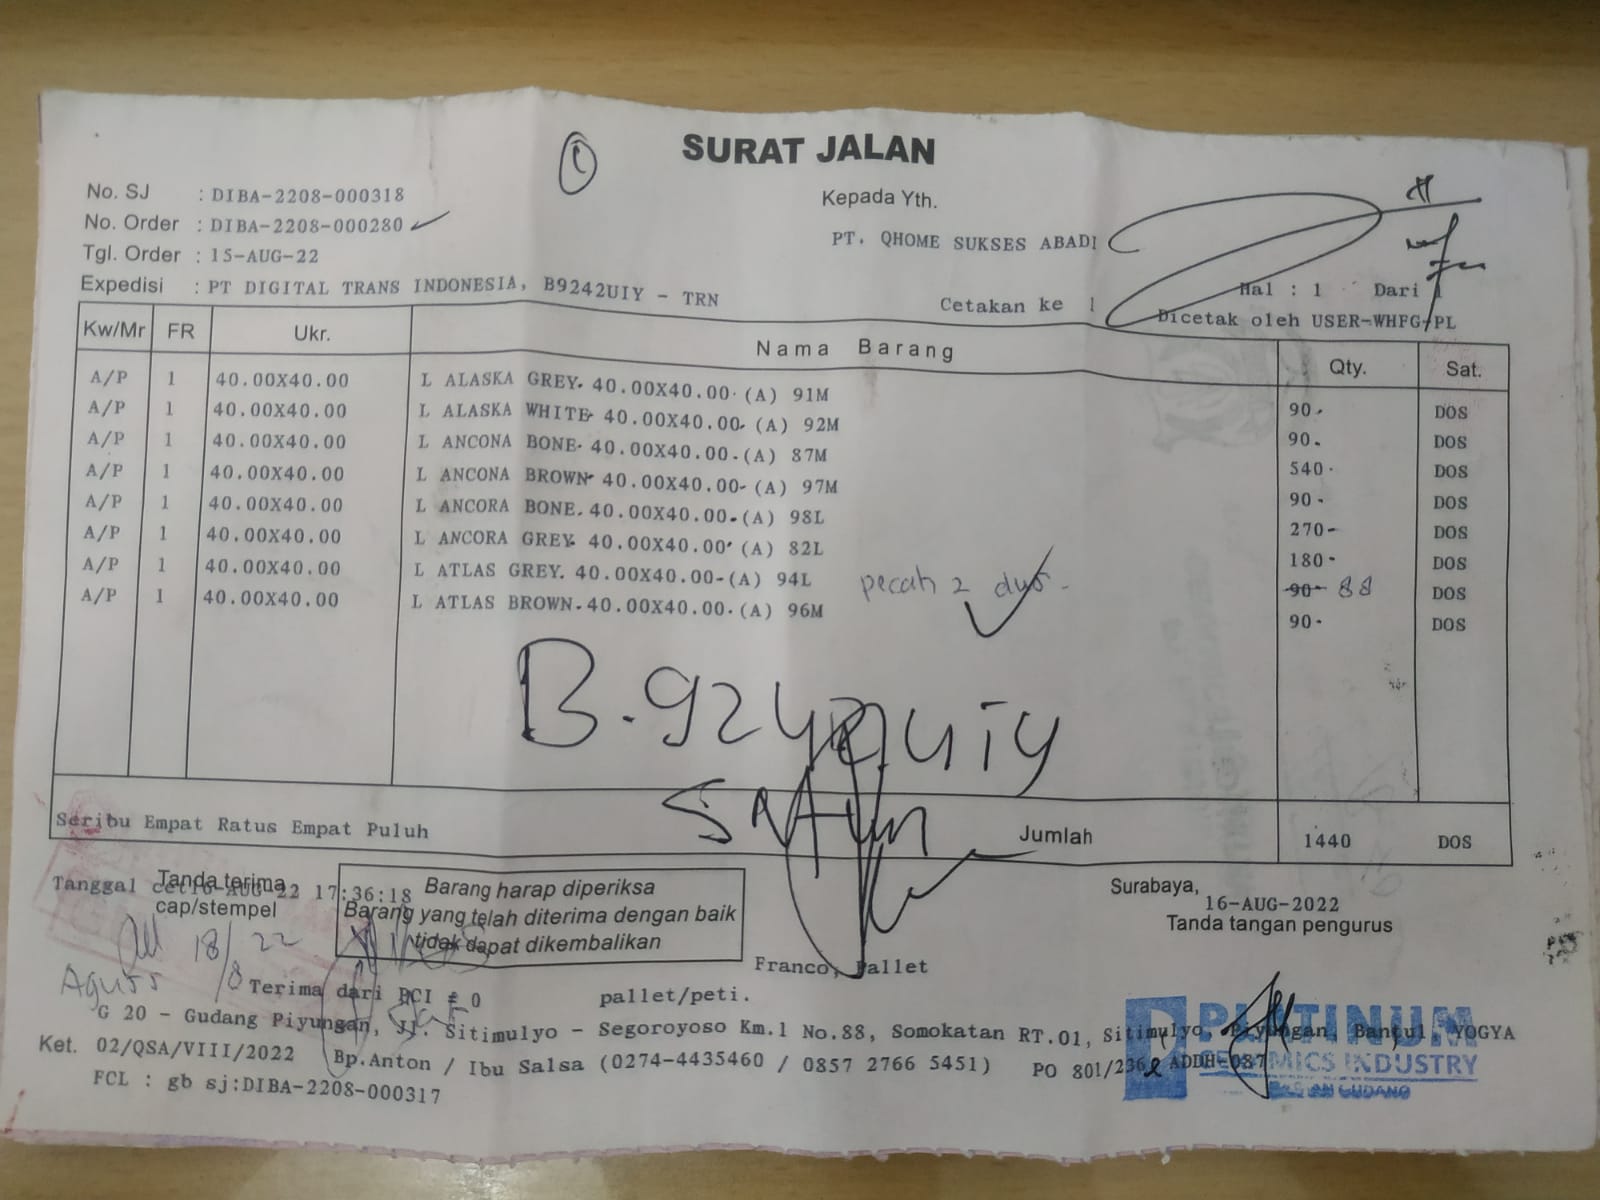 SURAT JALAN
No. SJ : DIBA-2208-000318
No. Order : DIBA-2208-000280
Tgl. Order : 15-AUG-22
Expedisi : PT DIGITAL TRANS INDONESIA, B9242UIY - TRN
Kepada Yth.
PT. QHOME SUKSES ABADI
Cetakan ke 1
Hal : 1 Dari 1
Dicetak oleh USER-WHFG-PL
Kw/Mr FR Ukr. Nama Barang Qty. Sat.
A/P 1 40.00X40.00 L ALASKA GREY 40.00X40.00 (A) 91M 90 DOS
A/P 1 40.00X40.00 L ALASKA WHITE 40.00X40.00 (A) 92M 90 DOS
A/P 1 40.00X40.00 L ANCONA BONE 40.00X40.00 (A) 87M 540 DOS
A/P 1 40.00X40.00 L ANCONA BROWN 40.00X40.00 (A) 97M 90 DOS
A/P 1 40.00X40.00 L ANCORA BONE 40.00X40.00 (A) 98L 270 DOS
A/P 1 40.00X40.00 L ANCORA GREY 40.00X40.00 (A) 82L 180 DOS
A/P 1 40.00X40.00 L ATLAS GREY 40.00X40.00 (A) 94L pecah 2 dus 90 88 DOS
A/P 1 40.00X40.00 L ATLAS BROWN 40.00X40.00 (A) 96M 90 DOS
Seribu Empat Ratus Empat Puluh Jumlah 1440 DOS
Tanggal cet16-AUG-22 17:36:18
Tanda terima
cap/stempel
18/8 22
Agus
Barang harap diperiksa
Barang yang telah diterima dengan baik
tidak dapat dikembalikan
Surabaya,
16-AUG-2022
Tanda tangan pengurus
Franco, Pallet
Terima dari PCI = 0 pallet/peti.
G 20 - Gudang Piyungan, Jl. Sitimulyo - Segoroyoso Km.1 No.88, Somokatan RT.01, Sitimulyo, Piyungan, Bantul, YOGYA
Ket. 02/QSA/VIII/2022 Bp.Anton / Ibu Salsa (0274-4435460 / 0857 2766 5451) PO 801/236 ADDH-087
FCL : gb sj:DIBA-2208-000317
PLATINUM
CERAMICS INDUSTRY